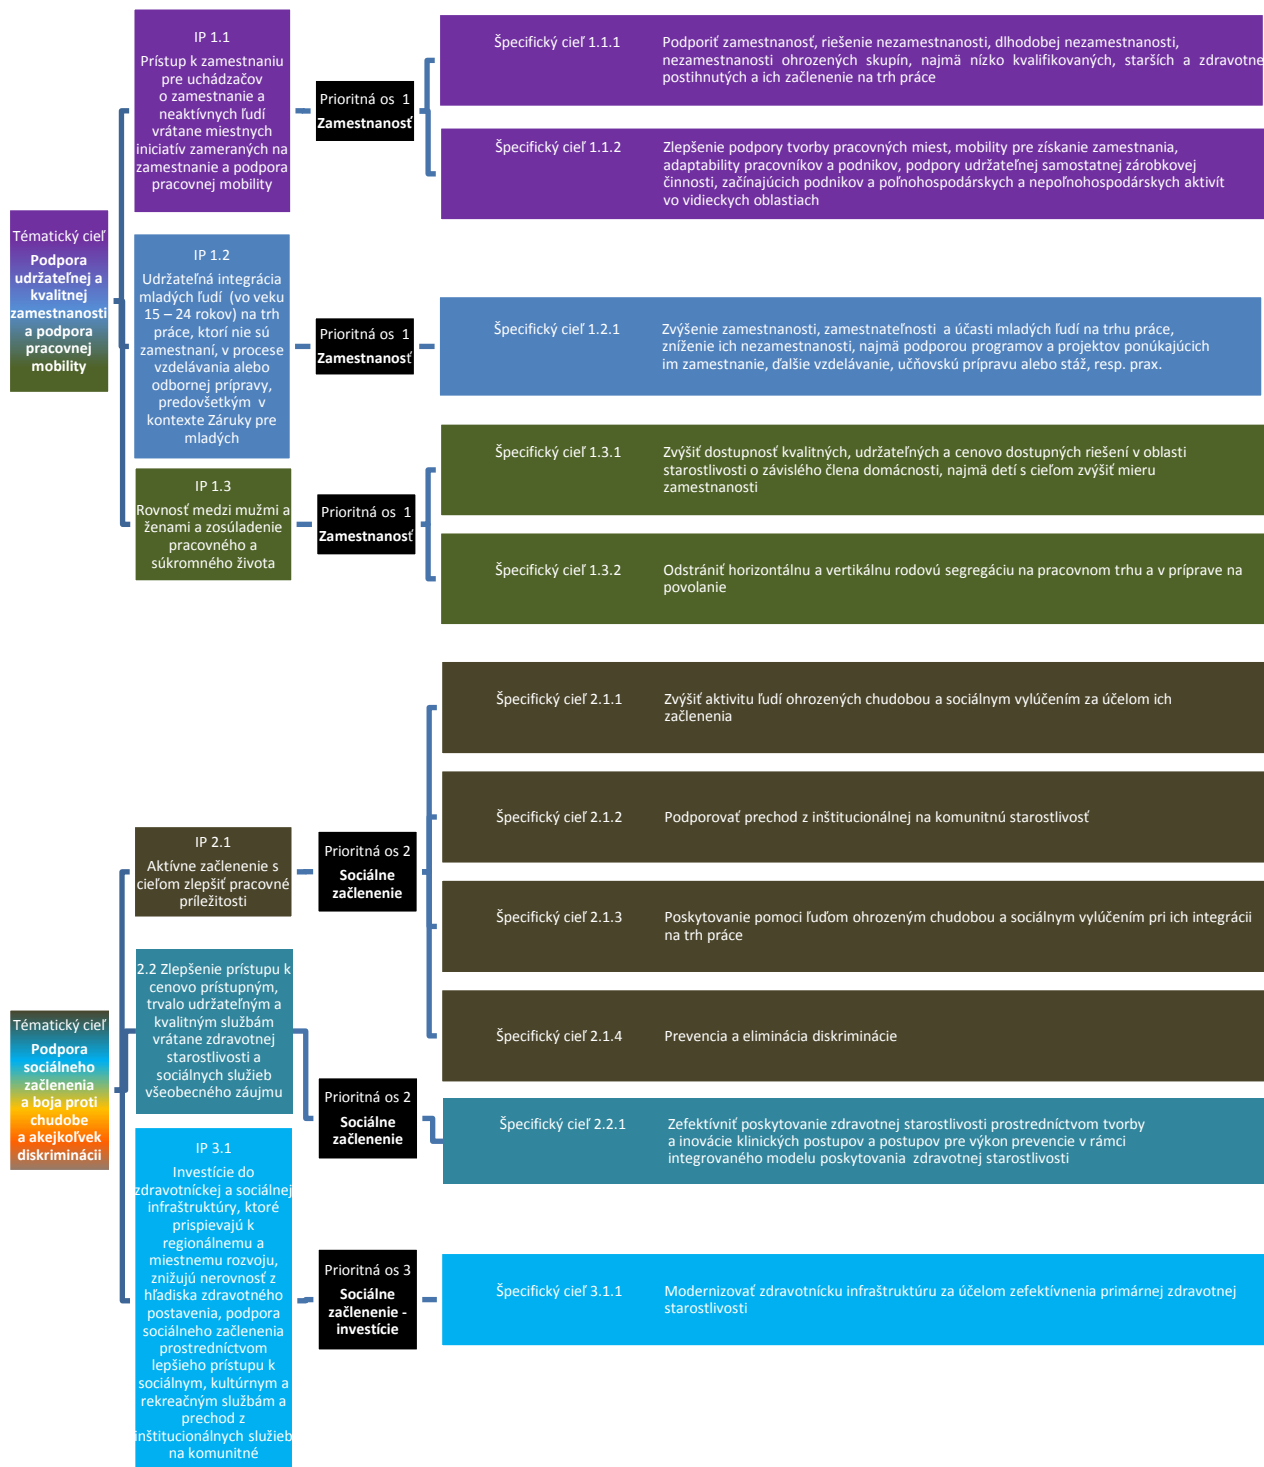 Tématický cieľ
Podpora
udržateľnej a
kvalitnej
zamestnanosti
a podpora
pracovnej
mobility
IP 1.1
Prístup k zamestnaniu
pre uchádzačov
o zamestnanie a
neaktívnych ľudí
vrátane miestnych
iniciatív zameraných na
zamestnanie a podpora
pracovnej mobility
Prioritná os 1
Zamestnanosť
Špecifický cieľ 1.1.1
Podporiť zamestnanosť, riešenie nezamestnanosti, dlhodobej nezamestnanosti,
nezamestnanosti ohrozených skupín, najmä nízko kvalifikovaných, starších a zdravotne
postihnutých a ich začlenenie na trh práce
Špecifický cieľ 1.1.2
Zlepšenie podpory tvorby pracovných miest, mobility pre získanie zamestnania,
adaptability pracovníkov a podnikov, podpory udržateľnej samostatnej zárobkovej
činnosti, začínajúcich podnikov a poľnohospodárskych a nepoľnohospodárskych aktivít
vo vidieckych oblastiach
IP 1.2
Udržateľná integrácia
mladých ľudí (vo veku
15 – 24 rokov) na trh
práce, ktorí nie sú
zamestnaní, v procese
vzdelávania alebo
odbornej prípravy,
predovšetkým v
kontexte Záruky pre
mladých
Prioritná os 1
Zamestnanosť
Špecifický cieľ 1.2.1
Zvýšenie zamestnanosti, zamestnateľnosti a účasti mladých ľudí na trhu práce,
zníženie ich nezamestnanosti, najmä podporou programov a projektov ponúkajúcich
im zamestnanie, ďalšie vzdelávanie, učňovskú prípravu alebo stáž, resp. prax.
IP 1.3
Rovnosť medzi mužmi a
ženami a zosúladenie
pracovného a
súkromného života
Prioritná os 1
Zamestnanosť
Špecifický cieľ 1.3.1
Zvýšiť dostupnosť kvalitných, udržateľných a cenovo dostupných riešení v oblasti
starostlivosti o závislého člena domácnosti, najmä detí s cieľom zvýšiť mieru
zamestnanosti
Špecifický cieľ 1.3.2
Odstrániť horizontálnu a vertikálnu rodovú segregáciu na pracovnom trhu a v príprave na
povolanie
Tématický cieľ
Podpora
sociálneho
začlenenia
a boja proti
chudobe
a akejkoľvek
diskriminácii
IP 2.1
Aktívne začlenenie s
cieľom zlepšiť pracovné
príležitosti
Prioritná os 2
Sociálne
začlenenie
Špecifický cieľ 2.1.1
Zvýšiť aktivitu ľudí ohrozených chudobou a sociálnym vylúčením za účelom ich
začlenenia
Špecifický cieľ 2.1.2
Podporovať prechod z inštitucionálnej na komunitnú starostlivosť
Špecifický cieľ 2.1.3
Poskytovanie pomoci ľuďom ohrozeným chudobou a sociálnym vylúčením pri ich integrácii
na trh práce
Špecifický cieľ 2.1.4
Prevencia a eliminácia diskriminácie
2.2 Zlepšenie prístupu k
cenovo prístupným,
trvalo udržateľným a
kvalitným službám
vrátane zdravotnej
starostlivosti a
sociálnych služieb
všeobecného záujmu
Prioritná os 2
Sociálne
začlenenie
Špecifický cieľ 2.2.1
Zefektívniť poskytovanie zdravotnej starostlivosti prostredníctvom tvorby
a inovácie klinických postupov a postupov pre výkon prevencie v rámci
integrovaného modelu poskytovania zdravotnej starostlivosti
IP 3.1
Investície do
zdravotníckej a sociálnej
infraštruktúry, ktoré
prispievajú k
regionálnemu a
miestnemu rozvoju,
znižujú nerovnosť z
hľadiska zdravotného
postavenia, podpora
sociálneho začlenenia
prostredníctvom
lepšieho prístupu k
sociálnym, kultúrnym a
rekreačným službám a
prechod z
inštitucionálnych služieb
na komunitné
Prioritná os 3
Sociálne
začlenenie -
investície
Špecifický cieľ 3.1.1
Modernizovať zdravotnícku infraštruktúru za účelom zefektívnenia primárnej zdravotnej
starostlivosti